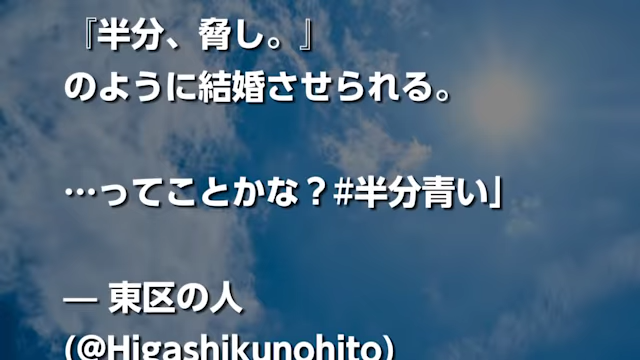 『半分、脅し。』
のように結婚させられる。
…ってことかな？#半分青い」
— 東区の人
(@Higashikunohito)